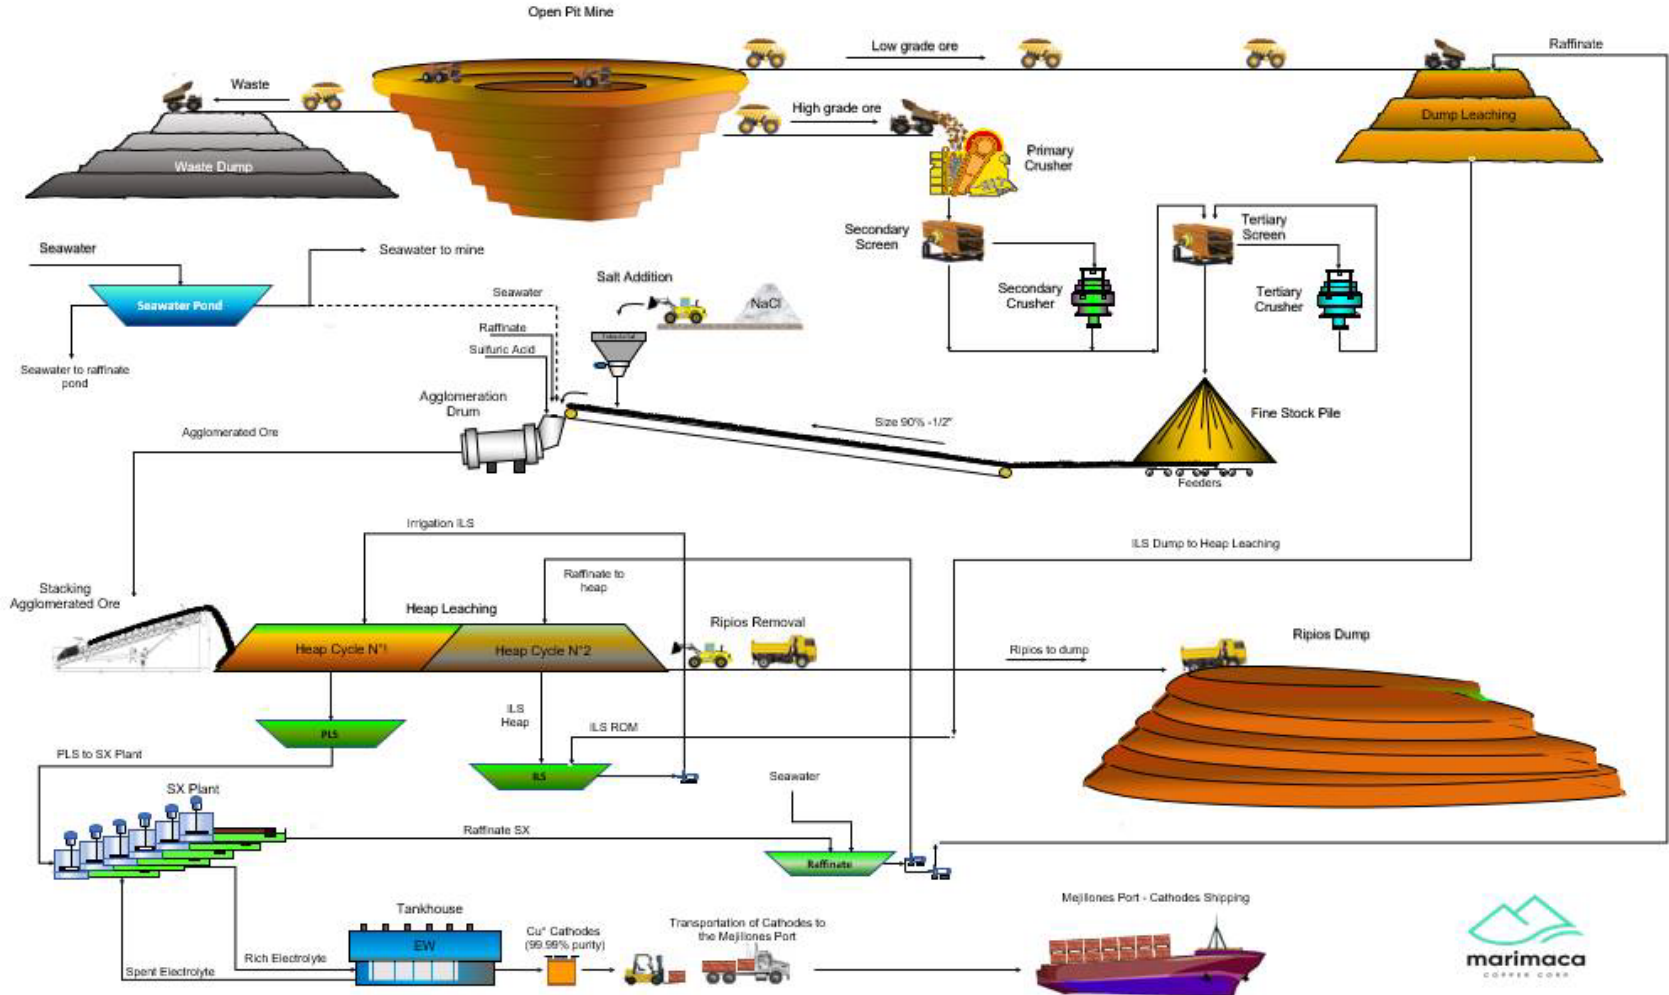 Open Pit Mine
Low grade ore
Raffinate
Waste
High grade ore
Dump Leaching
Waste Dump
Primary
Crusher
Secondary
Screen
Tertiary
Screen
Seawater
Seawater to mine
Salt Addition
Seawater Pond
Seawater
NaCl
Secondary
Crusher
Tertiary
Crusher
Raffinate
Sulfuric Acid
Seawater to raffinate
pond
Agglomeration
Drum
Size 90% -1/2"
Fine Stock Pile
Agglomerated Ore
Feeders
Irrigation ILS
ILS Dump to Heap Leaching
Raffinate to
heap
Stacking
Agglomerated Ore
Heap Leaching
Ripios Removal
Ripios Dump
Heap Cycle N°1
Heap Cycle N°2
Ripios to dump
ILS
Heap
ILS ROM
PLS
PLS to SX Plant
ILS
Seawater
SX Plant
Raffinate SX
Raffinate
Tankhouse
EW
Cu° Cathodes
(99.99% purity)
Transportation of Cathodes to
the Mejillones Port
Mejillones Port - Cathodes Shipping
Rich Electrolyte
Spent Electrolyte
marimaca
COPPER CORP